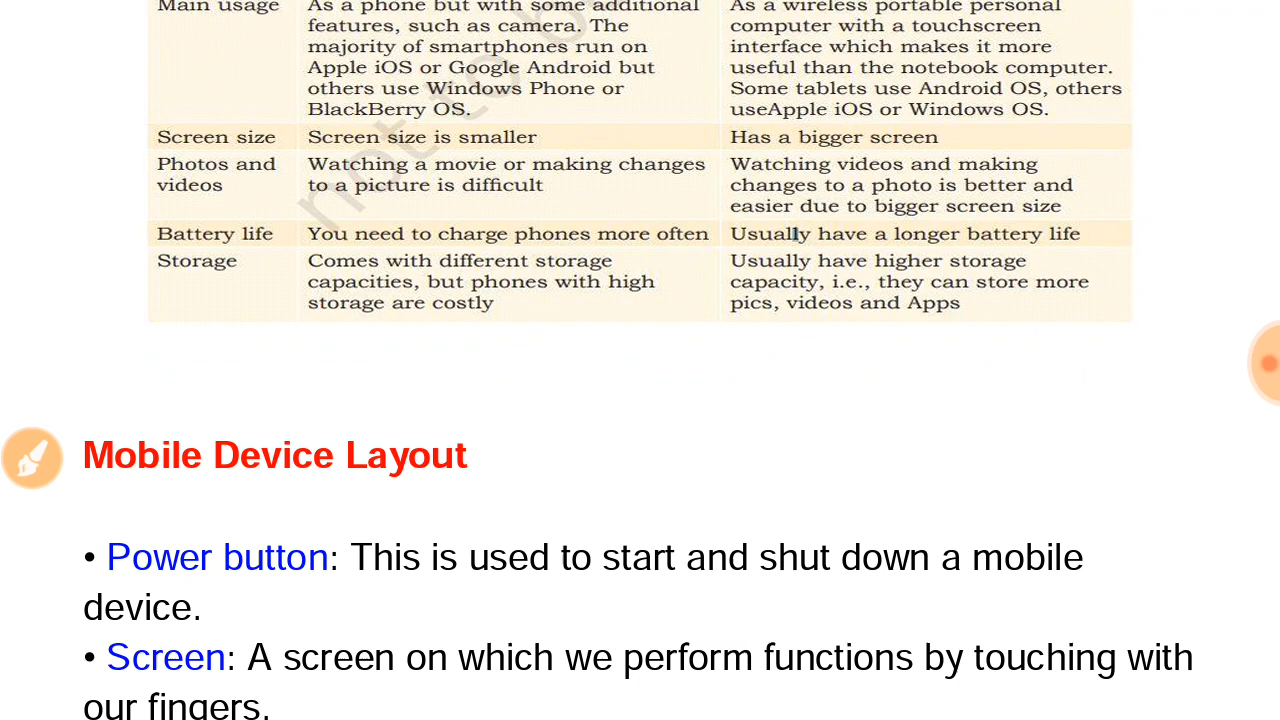 Main usage As a phone but with some additional As a wireless portable personal
features, such as camera. The computer with a touchscreen
majority of smartphones run on interface which makes it more
Apple iOS or Google Android but useful than the notebook computer.
others use Windows Phone or Some tablets use Android OS, others
BlackBerry OS. useApple iOS or Windows OS.
Screen size Screen size is smaller Has a bigger screen
Photos and Watching a movie or making changes Watching videos and making
videos to a picture is difficult changes to a photo is better and
easier due to bigger screen size
Battery life You need to charge phones more often Usually have a longer battery life
Storage Comes with different storage Usually have higher storage
capacities, but phones with high capacity, i.e., they can store more
storage are costly pics, videos and Apps
not to b
Mobile Device Layout
• Power button: This is used to start and shut down a mobile
device.
• Screen: A screen on which we perform functions by touching with
our fingers.